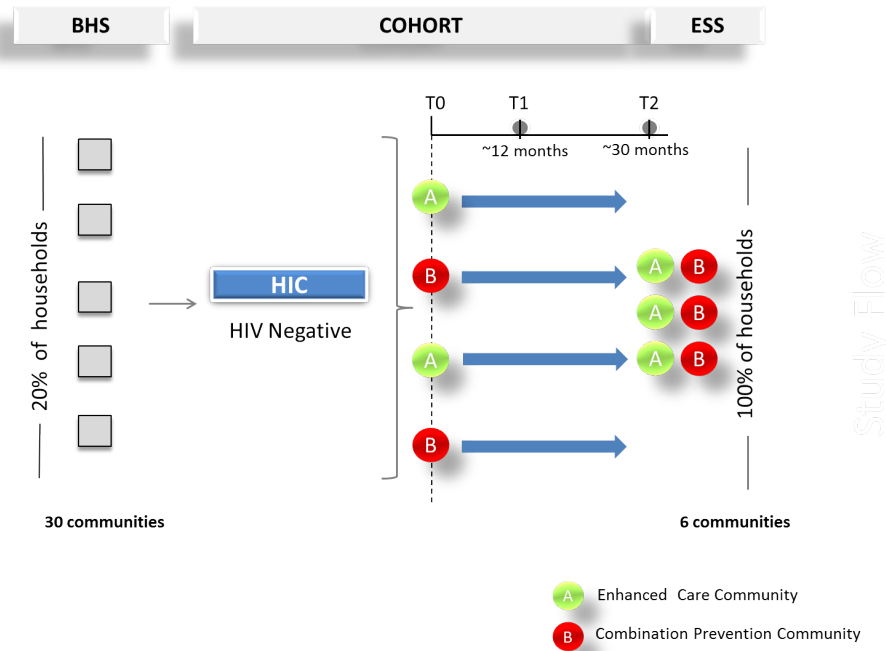 BHS
COHORT
ESS
T0
T1
T2
~12 months
~30 months
20% of households
A
B
A
B
HIC
HIV Negative
A B
A B
A B
100% of households
Study Flow
30 communities
6 communities
A Enhanced Care Community
B Combination Prevention Community